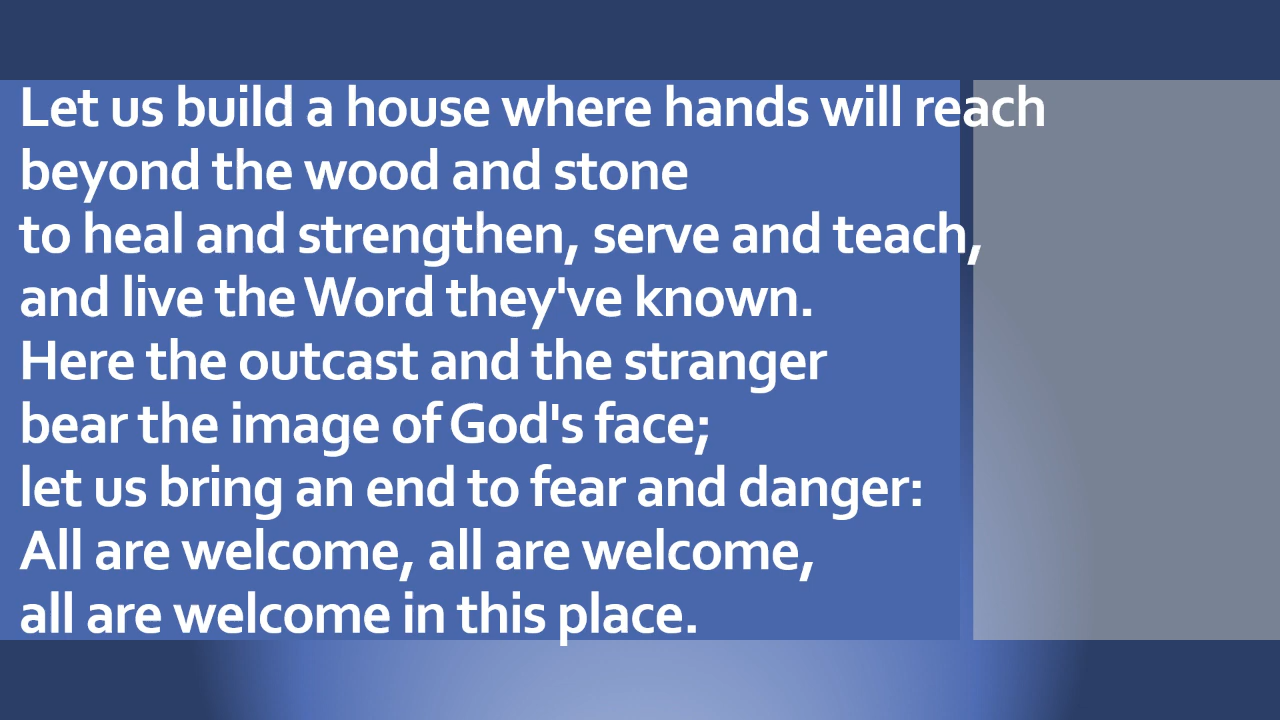 Let us build a house where hands will reach
beyond the wood and stone
to heal and strengthen, serve and teach,
and live the Word they've known.
Here the outcast and the stranger
bear the image of God's face;
let us bring an end to fear and danger:
All are welcome, all are welcome,
all are welcome in this place.